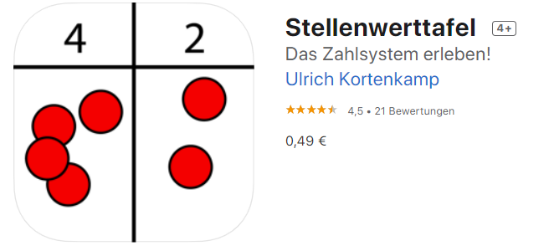 4 2
Stellenwerttafel 4+
Das Zahlsystem erleben!
Ulrich Kortenkamp
4,5 • 21 Bewertungen
0,49 €